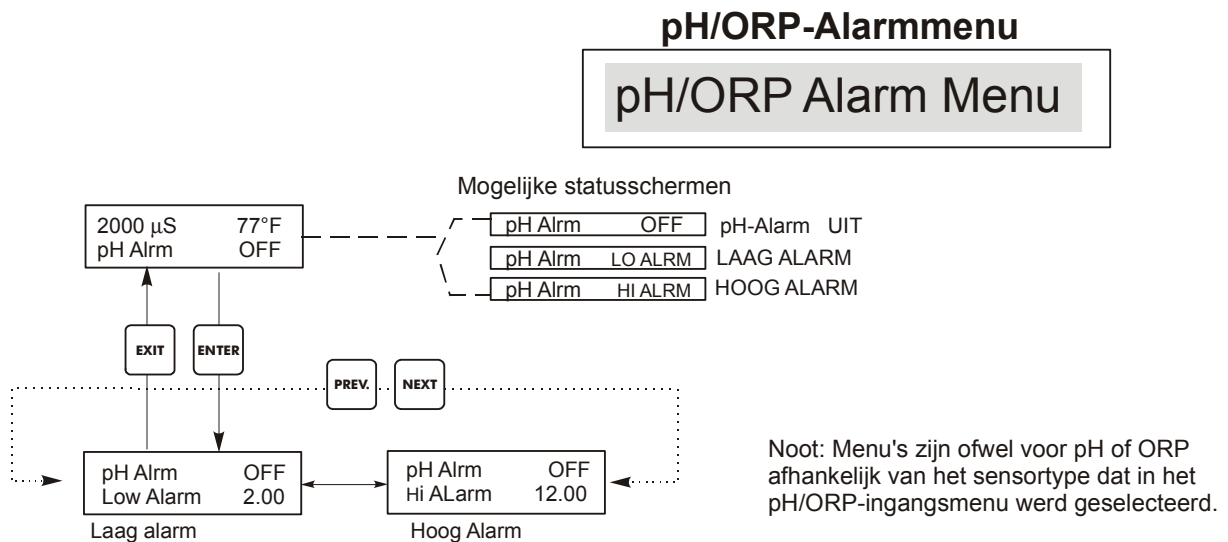 pH/ORP-Alarmmenu
pH/ORP Alarm Menu
Mogelijke statusschermen
2000 µS 77°F
pH Alrm OFF
pH Alrm OFF pH-Alarm UIT
pH Alrm LO ALRM LAAG ALARM
pH Alrm HI ALRM HOOG ALARM
EXIT ENTER
PREV. NEXT
pH Alrm OFF
Low Alarm 2.00
Laag alarm
pH Alrm OFF
Hi ALarm 12.00
Hoog Alarm
Noot: Menu's zijn ofwel voor pH of ORP
afhankelijk van het sensortype dat in het
pH/ORP-ingangsmenu werd geselecteerd.